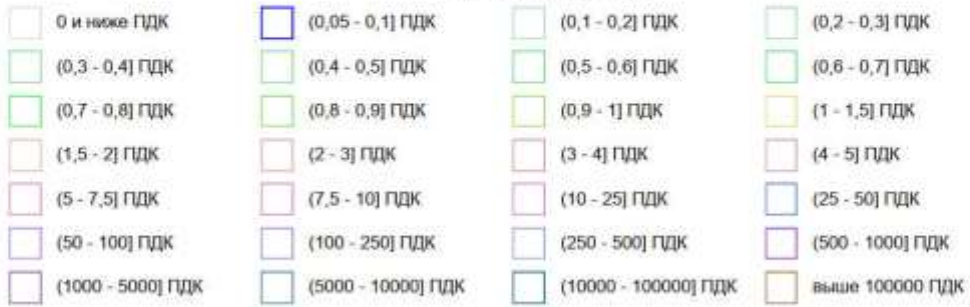 0 и ниже ПДК (0,05 - 0,1] ПДК (0,1 - 0,2] ПДК (0,2 - 0,3] ПДК
(0,3 - 0,4] ПДК (0,4 - 0,5] ПДК (0,5 - 0,6] ПДК (0,6 - 0,7] ПДК
(0,7 - 0,8] ПДК (0,8 - 0,9] ПДК (0,9 - 1] ПДК (1 - 1,5] ПДК
(1,5 - 2] ПДК (2 - 3] ПДК (3 - 4] ПДК (4 - 5] ПДК
(5 - 7,5] ПДК (7,5 - 10] ПДК (10 - 25] ПДК (25 - 50] ПДК
(50 - 100] ПДК (100 - 250] ПДК (250 - 500] ПДК (500 - 1000] ПДК
(1000 - 5000] ПДК (5000 - 10000] ПДК (10000 - 100000] ПДК выше 100000 ПДК